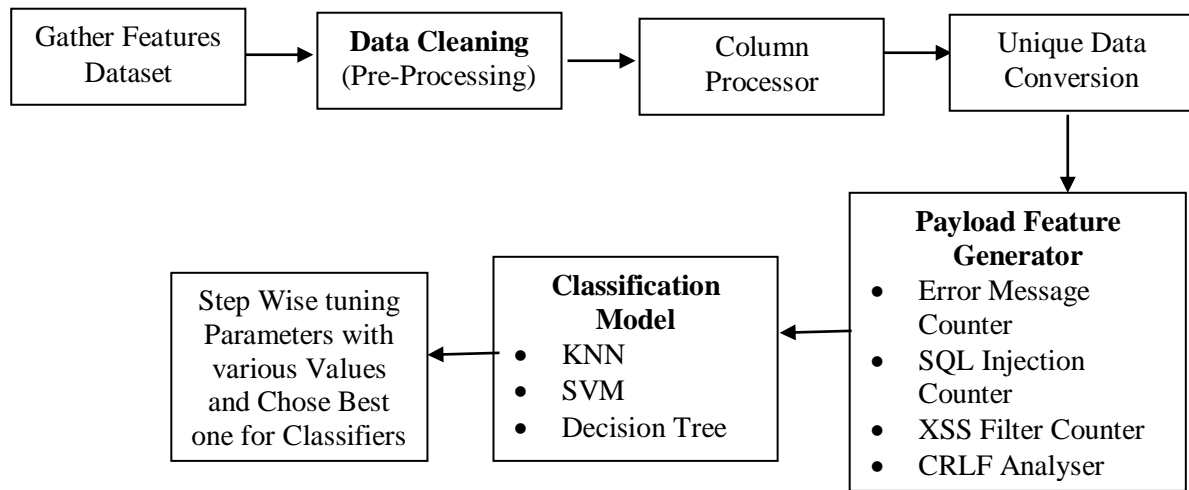 Gather Features
Dataset
Data Cleaning
(Pre-Processing)
Column
Processor
Unique Data
Conversion
Payload Feature
Generator
• Error Message
Counter
• SQL Injection
Counter
• XSS Filter Counter
• CRLF Analyser
Classification
Model
• KNN
• SVM
• Decision Tree
Step Wise tuning
Parameters with
various Values
and Chose Best
one for Classifiers